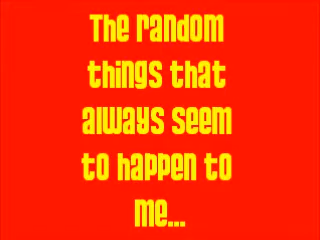 The random
things that
always seem
to happen to
me...